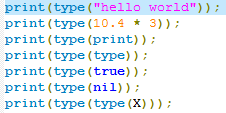 print(type("hello world"));
print(type(10.4 * 3));
print(type(print));
print(type(type));
print(type(true));
print(type(nil));
print(type(type(X)));